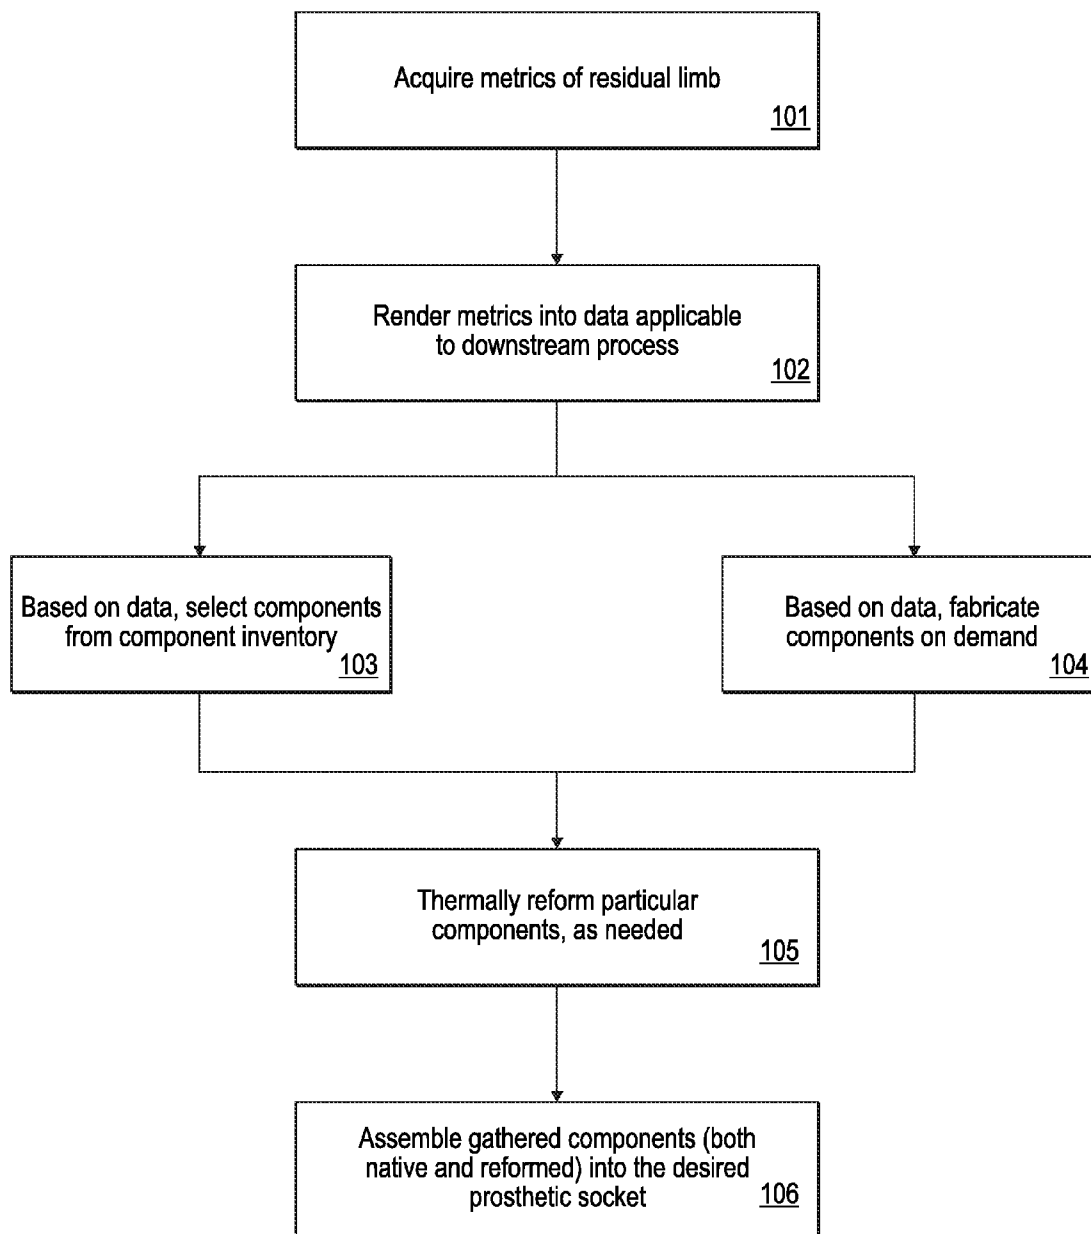 Acquire metrics of residual limb
101
Render metrics into data applicable
to downstream process
102
Based on data, select components
from component inventory
103
Based on data, fabricate
components on demand
104
Thermally reform particular
components, as needed
105
Assemble gathered components (both
native and reformed) into the desired
prosthetic socket
106